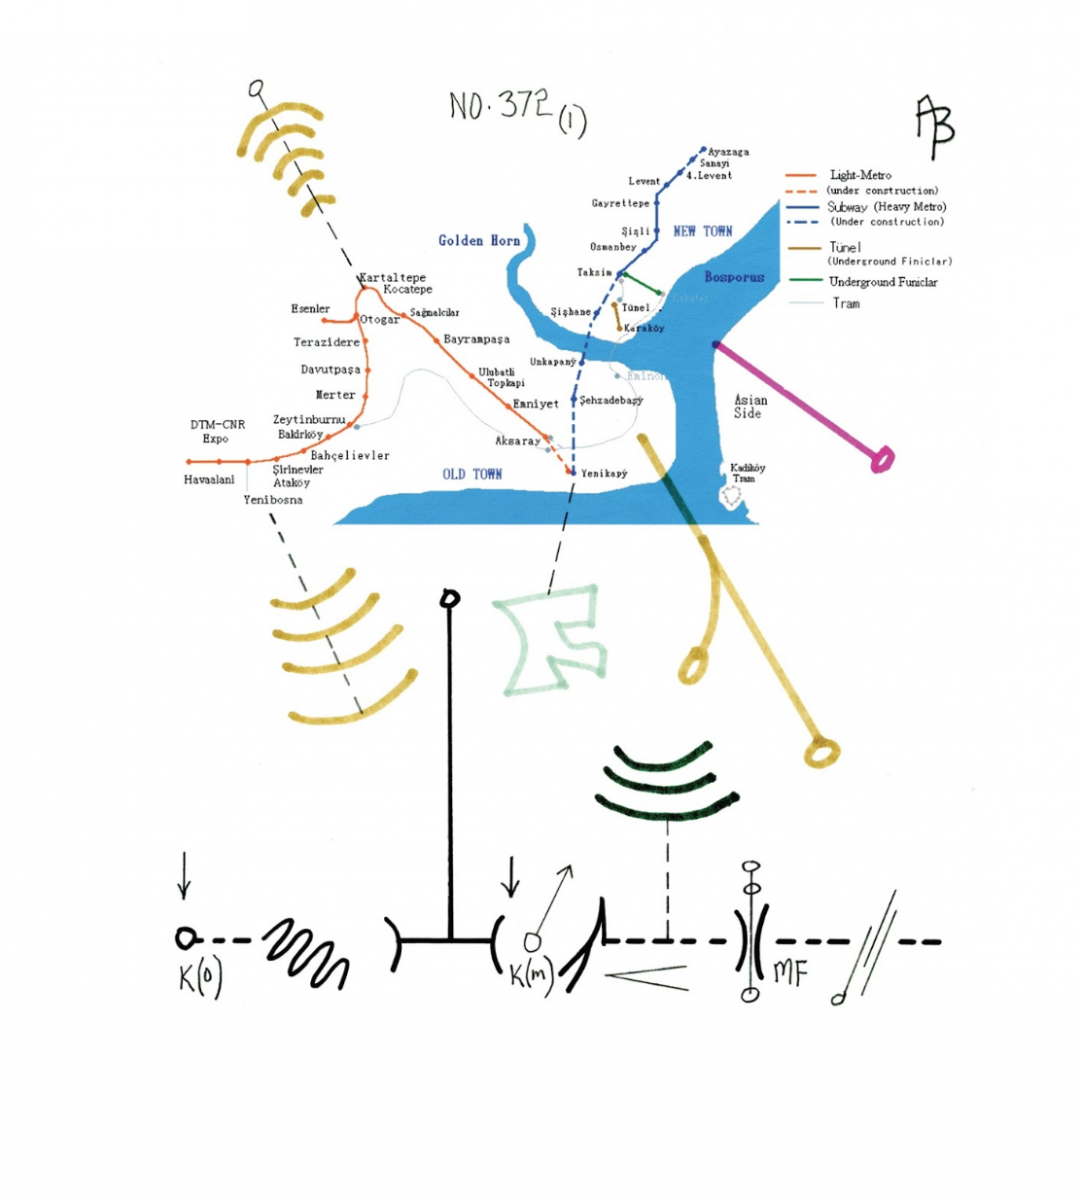 NO. 372 (1)
AB
Ayazaga
Sanayi
4.Levent
Levent
Gayrettepe
Şişli
NEW TOWN
Osmanbey
Golden Horn
Taksim
Bosporus
Light-Metro
(under construction)
Subway (Heavy Metro)
(Under construction)
Tünel
(Underground Finiclar)
Underground Funiclar
Tram
Kartaltepe
Kocatepe
Esenler
Otogar
Sağmalcilar
Şişhane
Tünel
Karaköy
Terazidere
Bayrampaşa
Davutpaşa
Ulubatli
Topkapi
Unkapaný
Eminön
Merter
Emniyet
Şehzadebaşý
Asian
Side
DTM-CNR
Expo
Zeytinburnu
Bakirköy
Aksaray
Bahçelievler
Havaalani
Şirinevler
Ataköy
OLD TOWN
Yenikapý
Kadiköy
Tram
Yenibosna
K(0)
K(m)
MF